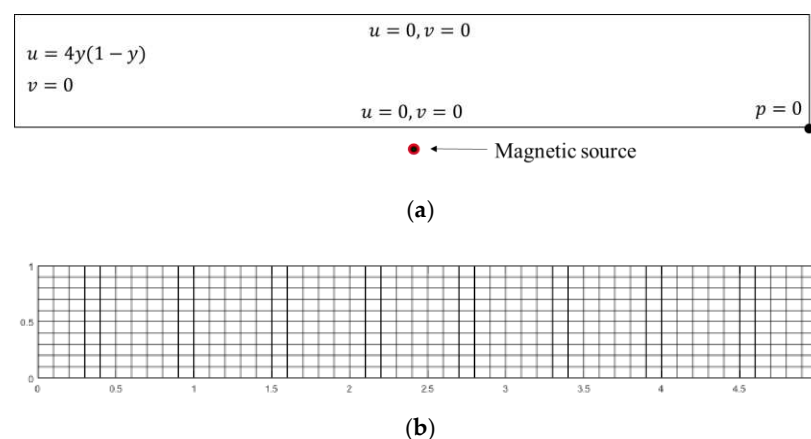 u = 0, v = 0
u = 4y(1 − y)
v = 0
u = 0, v = 0
p = 0
Magnetic source
(a)
1
0.5
0
0 0.5 1 1.5 2 2.5 3 3.5 4 4.5
(b)